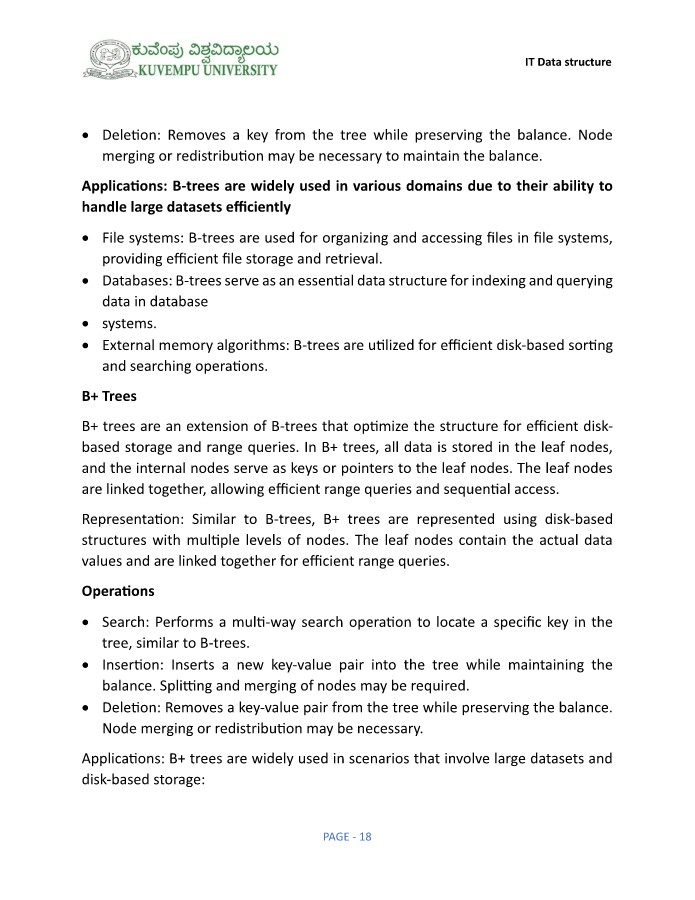 ಕುವೆಂಪು ವಿಶ್ವವಿದ್ಯಾಲಯ
KUVEMPU UNIVERSITY
IT Data structure
• Deletion: Removes a key from the tree while preserving the balance. Node
merging or redistribution may be necessary to maintain the balance.
Applications: B-trees are widely used in various domains due to their ability to
handle large datasets efficiently
• File systems: B-trees are used for organizing and accessing files in file systems,
providing efficient file storage and retrieval.
• Databases: B-trees serve as an essential data structure for indexing and querying
data in database
• systems.
• External memory algorithms: B-trees are utilized for efficient disk-based sorting
and searching operations.
B+ Trees
B+ trees are an extension of B-trees that optimize the structure for efficient disk-
based storage and range queries. In B+ trees, all data is stored in the leaf nodes,
and the internal nodes serve as keys or pointers to the leaf nodes. The leaf nodes
are linked together, allowing efficient range queries and sequential access.
Representation: Similar to B-trees, B+ trees are represented using disk-based
structures with multiple levels of nodes. The leaf nodes contain the actual data
values and are linked together for efficient range queries.
Operations
• Search: Performs a multi-way search operation to locate a specific key in the
tree, similar to B-trees.
• Insertion: Inserts a new key-value pair into the tree while maintaining the
balance. Splitting and merging of nodes may be required.
• Deletion: Removes a key-value pair from the tree while preserving the balance.
Node merging or redistribution may be necessary.
Applications: B+ trees are widely used in scenarios that involve large datasets and
disk-based storage:
PAGE - 18